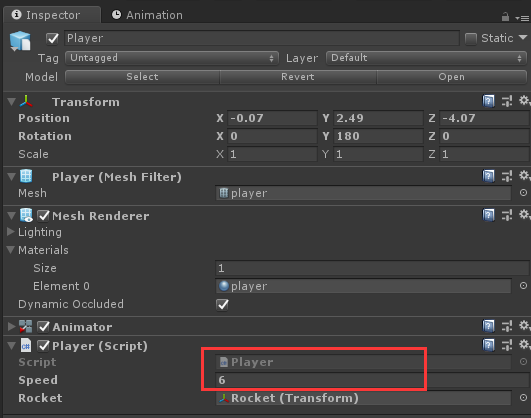 Inspector Animation
Player Static
Tag Untagged Layer Default
Model Select Revert Open
Transform
Position X -0.07 Y 2.49 Z -4.07
Rotation X 0 Y 180 Z 0
Scale X 1 Y 1 Z 1
Player (Mesh Filter)
Mesh player
Mesh Renderer
Lighting
Materials
Size 1
Element 0 player
Dynamic Occluded
Animator
Player (Script)
Script Player
Speed 6
Rocket Rocket (Transform)